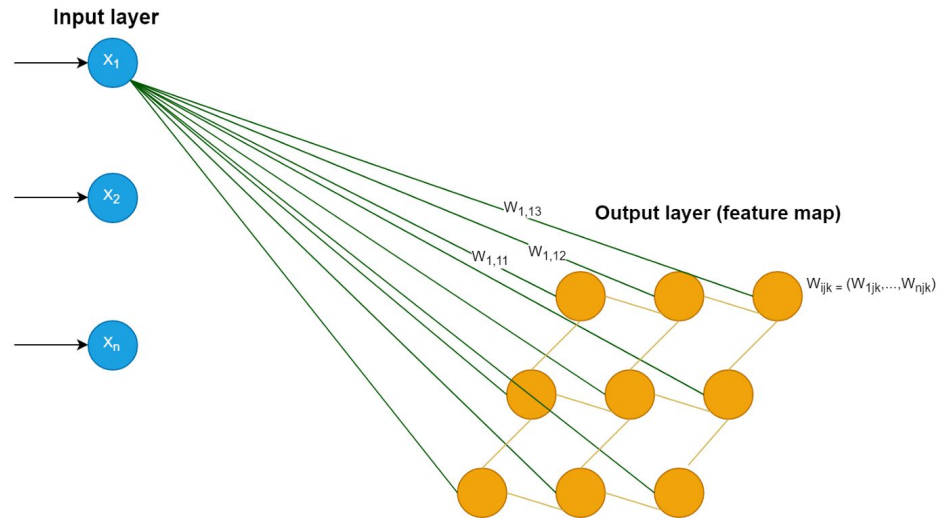 Input layer
X1
X2
W1,13
Output layer (feature map)
W1,11
W1,12
Wijk = (W1jk,...,Wnjk)
Xn